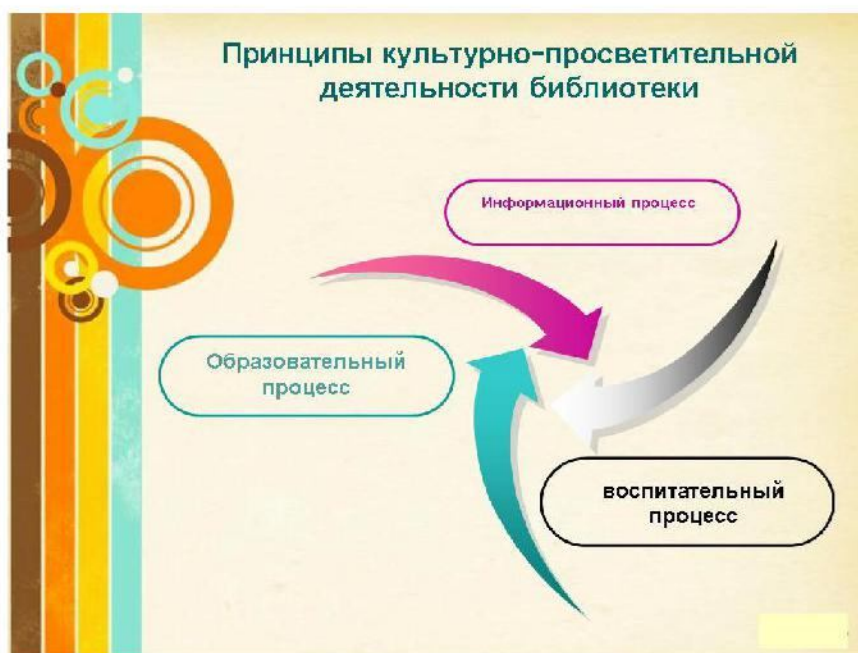 Принципы культурно-просветительной
деятельности библиотеки
Информационный процесс
Образовательный
процесс
воспитательный
процесс